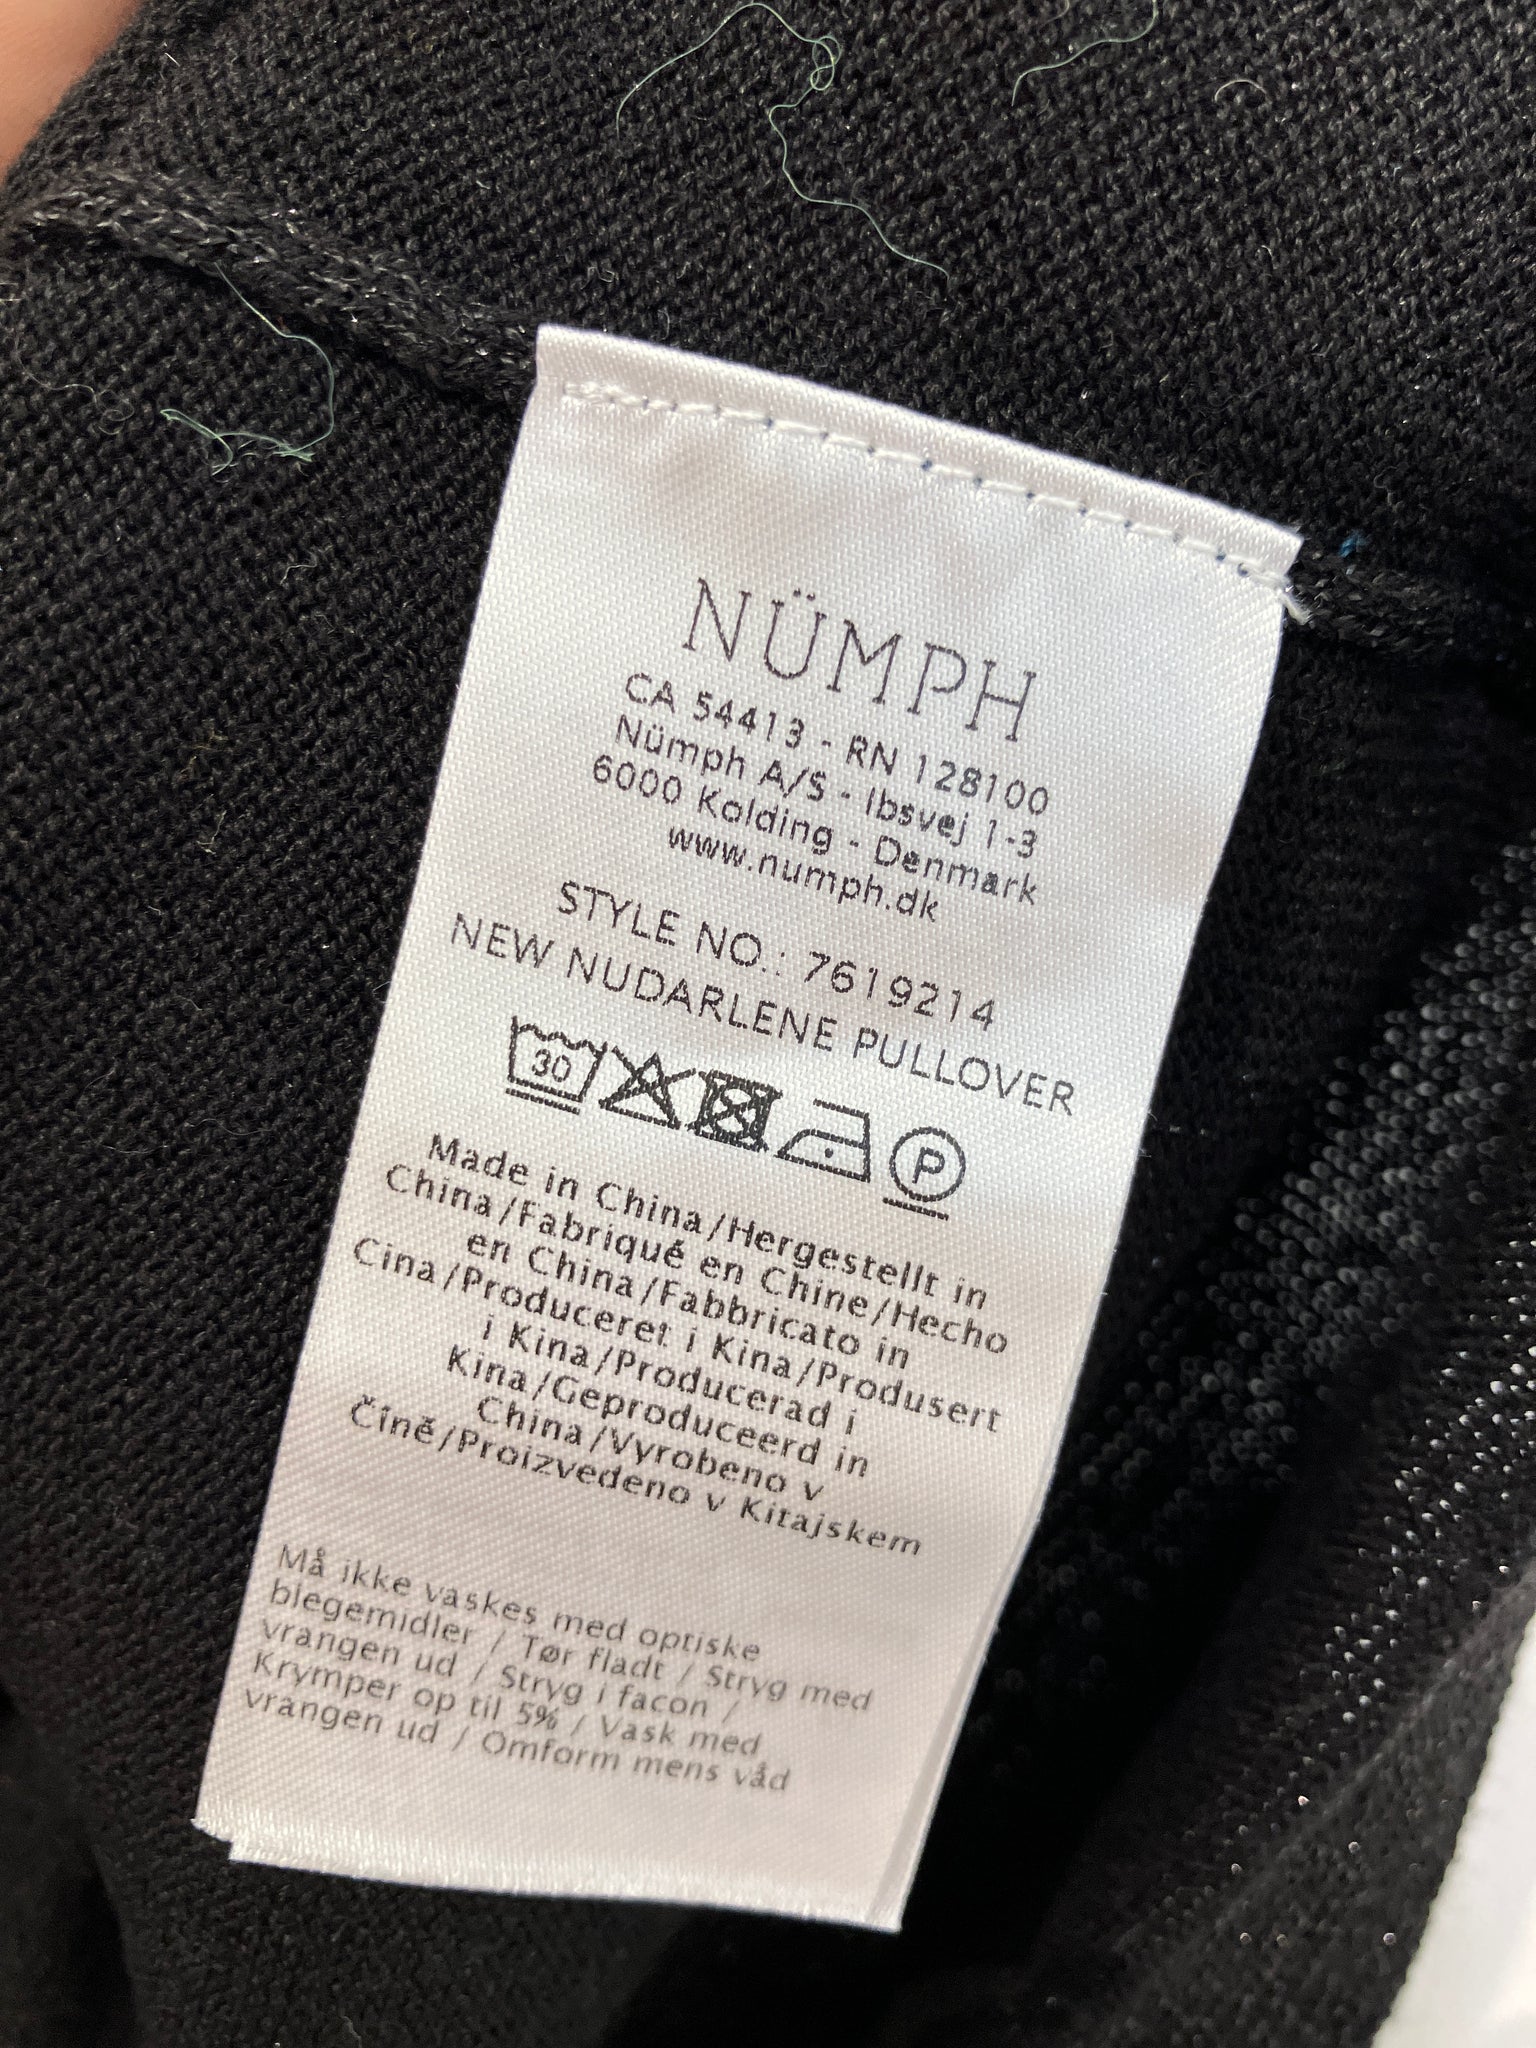 NÜMPH
CA 54413 - RN 128100
Nümph A/S - Ibsvej 1-3
6000 Kolding - Denmark
www.numph.dk
STYLE NO.: 7619214
NEW NUDARLENE PULLOVER
30 P
Made in China/Hergestellt in
China/Fabriqué en Chine/Hecho
en China/Fabbricato in
Cina/Produceret i Kina/Produsert
i Kina/Producerad i
Kina/Geproduceerd in
China/Vyrobeno v
Číně/Proizvedeno v Kitajskem
Må ikke vaskes med optiske
blegemidler / Tør fladt / Stryg med
vrangen ud / Stryg i facon /
Krymper op til 5% / Vask med
vrangen ud / Omform mens våd